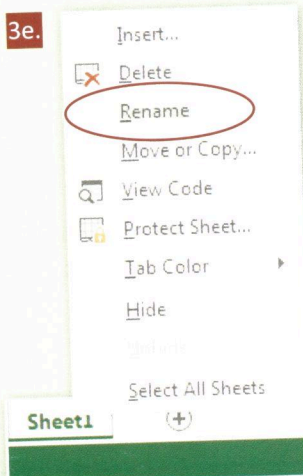 3e.
Insert...
Delete
Rename
Move or Copy...
View Code
Protect Sheet...
Tab Color
Hide
Select All Sheets
Sheet1